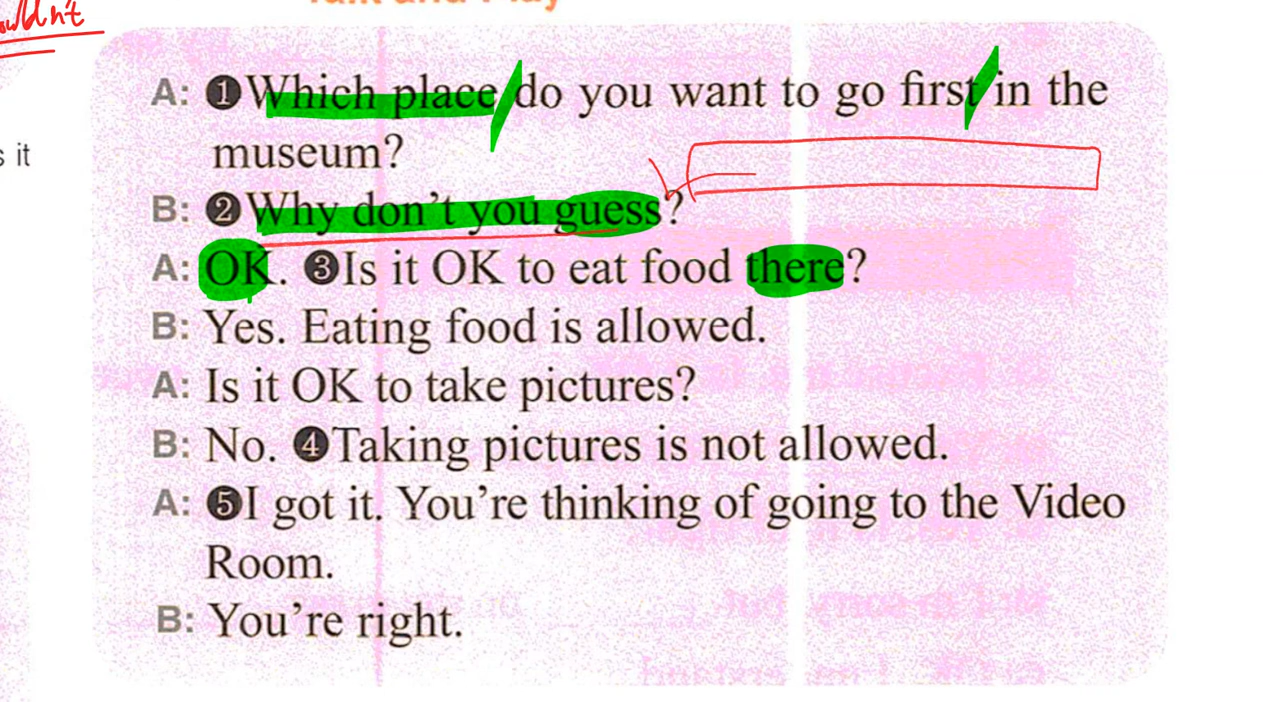 s it
A: ❶Which place do you want to go first in the
museum?
B: ❷Why don't you guess?
A: OK. ❸Is it OK to eat food there?
B: Yes. Eating food is allowed.
A: Is it OK to take pictures?
B: No. ❹Taking pictures is not allowed.
A: ❺I got it. You're thinking of going to the Video
Room.
B: You're right.